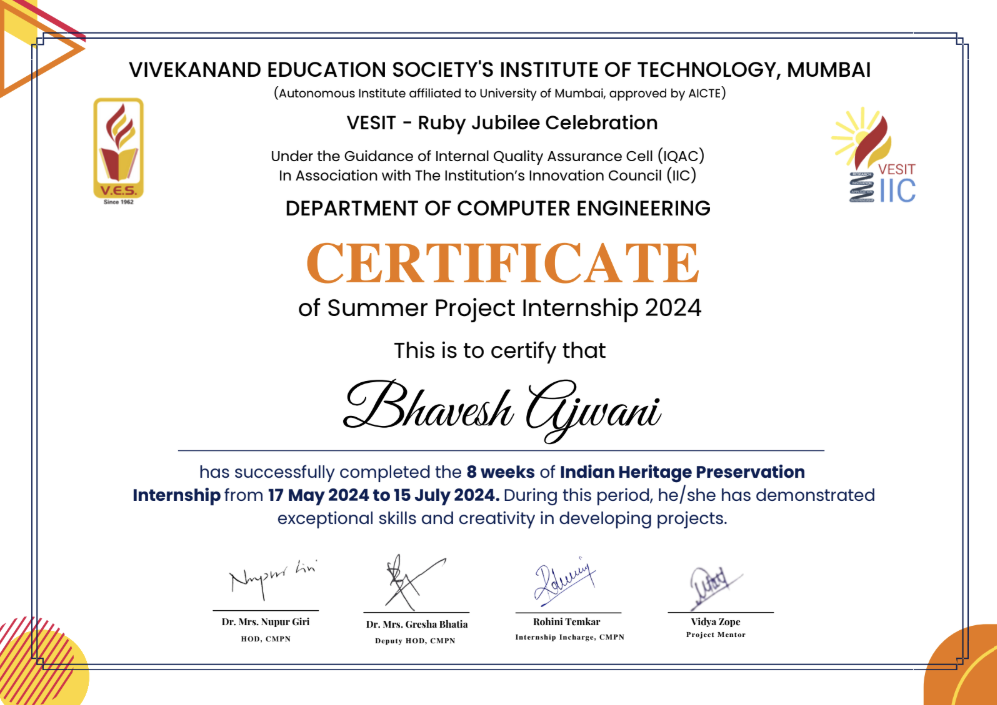 VIVEKANAND EDUCATION SOCIETY'S INSTITUTE OF TECHNOLOGY, MUMBAI
(Autonomous Institute affiliated to University of Mumbai, approved by AICTE)
VESIT - Ruby Jubilee Celebration
Under the Guidance of Internal Quality Assurance Cell (IQAC)
In Association with The Institution's Innovation Council (IIC)
V.E.S.
Since 1962
VESIT
IIC
DEPARTMENT OF COMPUTER ENGINEERING
CERTIFICATE
of Summer Project Internship 2024
This is to certify that
Bhavesh Ajwani
has successfully completed the 8 weeks of Indian Heritage Preservation
Internship from 17 May 2024 to 15 July 2024. During this period, he/she has demonstrated
exceptional skills and creativity in developing projects.
Dr. Mrs. Nupur Giri
HOD, CMPN
Dr. Mrs. Gresha Bhatia
Deputy HOD, CMPN
Rohini Temkar
Internship Incharge, CMPN
Vidya Zope
Project Mentor